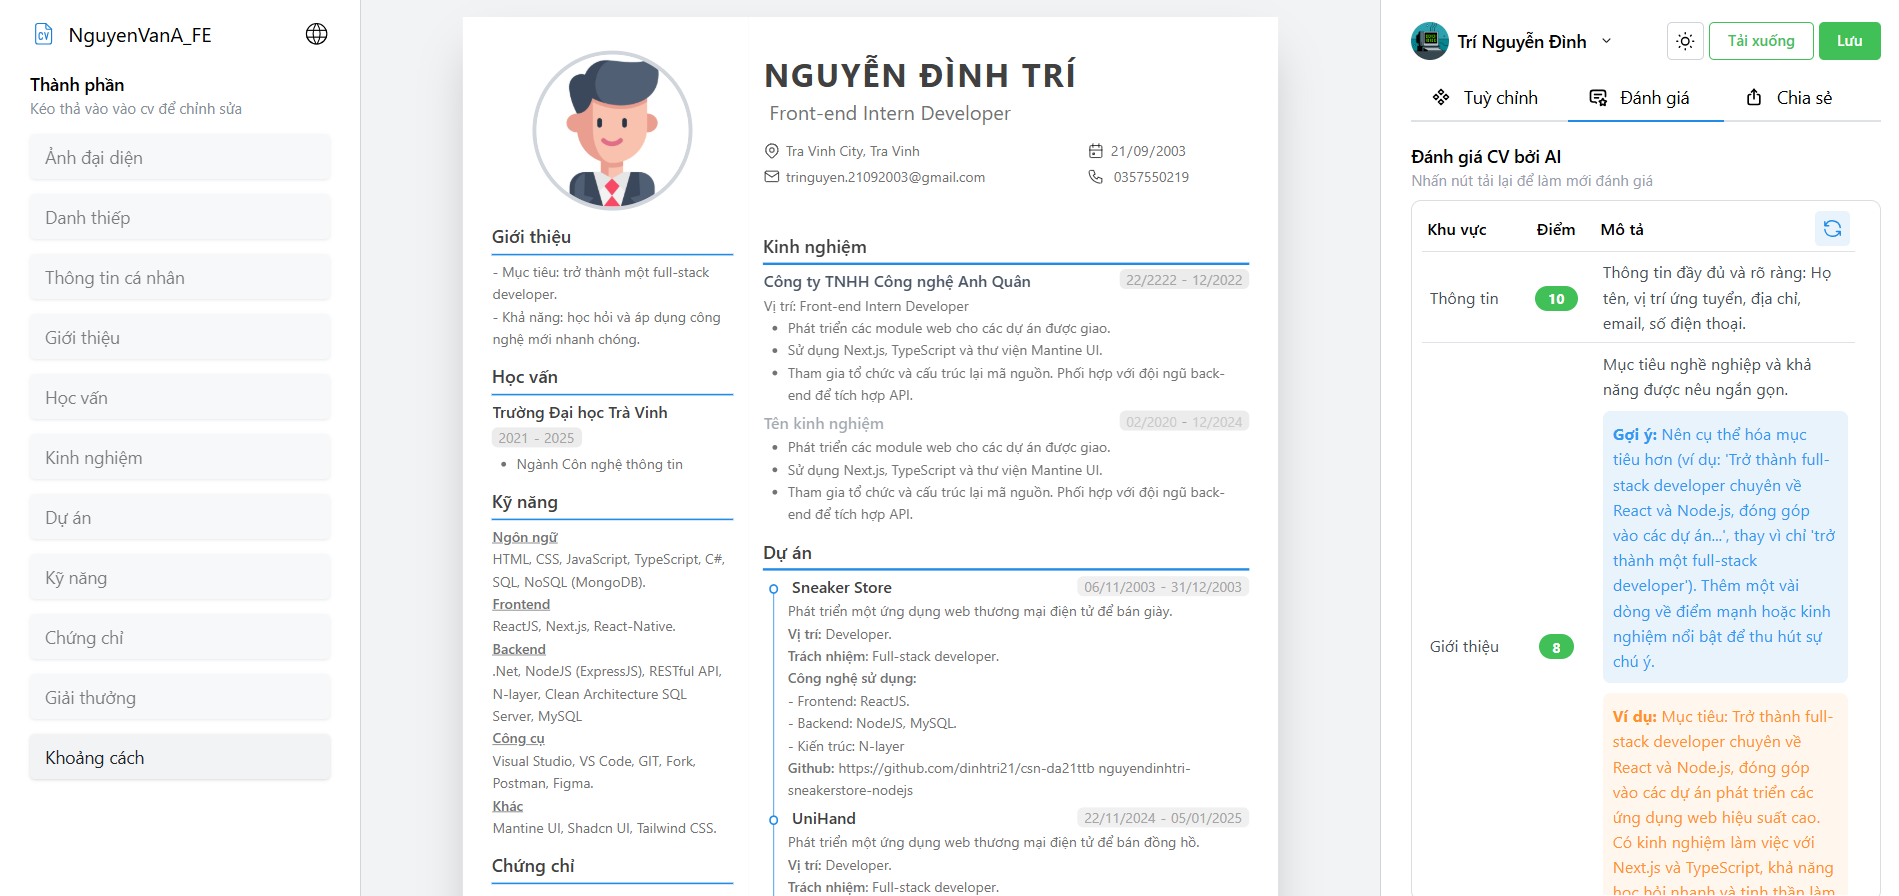 NguyenVanA_FE
Thành phần
Kéo thả vào vào cv để chỉnh sửa
Ảnh đại diện
Danh thiếp
Thông tin cá nhân
Giới thiệu
Học vấn
Kinh nghiệm
Dự án
Kỹ năng
Chứng chỉ
Giải thưởng
Khoảng cách
NGUYỄN ĐÌNH TRÍ
Front-end Intern Developer
Tra Vinh City, Tra Vinh
21/09/2003
tringuyen.21092003@gmail.com
0357550219
Giới thiệu
- Mục tiêu: trở thành một full-stack
developer.
- Khả năng: học hỏi và áp dụng công
nghệ mới nhanh chóng.
Học vấn
Trường Đại học Trà Vinh
2021 - 2025
Ngành Côn nghệ thông tin
Kỹ năng
Ngôn ngữ
HTML, CSS, JavaScript, TypeScript, C#,
SQL, NoSQL (MongoDB).
Frontend
ReactJS, Next.js, React-Native.
Backend
.Net, NodeJS (ExpressJS), RESTful API,
N-layer, Clean Architecture SQL
Server, MySQL
Công cụ
Visual Studio, VS Code, GIT, Fork,
Postman, Figma.
Khác
Mantine UI, Shadcn UI, Tailwind CSS.
Chứng chỉ
Kinh nghiệm
Công ty TNHH Công nghệ Anh Quân
22/2222 - 12/2022
Vị trí: Front-end Intern Developer
Phát triển các module web cho các dự án được giao.
Sử dụng Next.js, TypeScript và thư viện Mantine UI.
Tham gia tổ chức và cấu trúc lại mã nguồn. Phối hợp với đội ngũ back-
end để tích hợp API.
Tên kinh nghiệm
02/2020 - 12/2024
Phát triển các module web cho các dự án được giao.
Sử dụng Next.js, TypeScript và thư viện Mantine UI.
Tham gia tổ chức và cấu trúc lại mã nguồn. Phối hợp với đội ngũ back-
end để tích hợp API.
Dự án
Sneaker Store
06/11/2003 - 31/12/2003
Phát triển một ứng dụng web thương mại điện tử để bán giày.
Vị trí: Developer.
Trách nhiệm: Full-stack developer.
Công nghệ sử dụng:
- Frontend: ReactJS.
- Backend: NodeJS, MySQL.
- Kiến trúc: N-layer
Github: https://github.com/dinhtri21/csn-da21ttb nguyendinhtri-
sneakerstore-nodejs
UniHand
22/11/2024 - 05/01/2025
Phát triển một ứng dụng web thương mại điện tử để bán đồng hồ.
Vị trí: Developer.
Trách nhiệm: Full-stack developer.
Trí Nguyễn Đình
Tải xuống
Lưu
Tuỳ chỉnh
Đánh giá
Chia sẻ
Đánh giá CV bởi AI
Nhấn nút tải lại để làm mới đánh giá
Khu vực
Điểm
Mô tả
Thông tin
10
Thông tin đầy đủ và rõ ràng: Họ
tên, vị trí ứng tuyển, địa chỉ,
email, số điện thoại.
Giới thiệu
8
Mục tiêu nghề nghiệp và khả
năng được nêu ngắn gọn.
Gợi ý: Nên cụ thể hóa mục
tiêu hơn (ví dụ: 'Trở thành full-
stack developer chuyên về
React và Node.js, đóng góp
vào các dự án...', thay vì chỉ 'trở
thành một full-stack
developer'). Thêm một vài
dòng về điểm mạnh hoặc kinh
nghiệm nổi bật để thu hút sự
chú ý.
Ví dụ: Mục tiêu: Trở thành full-
stack developer chuyên về
React và Node.js, đóng góp
vào các dự án phát triển các
ứng dụng web hiệu suất cao.
Có kinh nghiệm làm việc với
Next.js và TypeScript, khả năng
học hỏi nhanh và tinh thần làm
CV